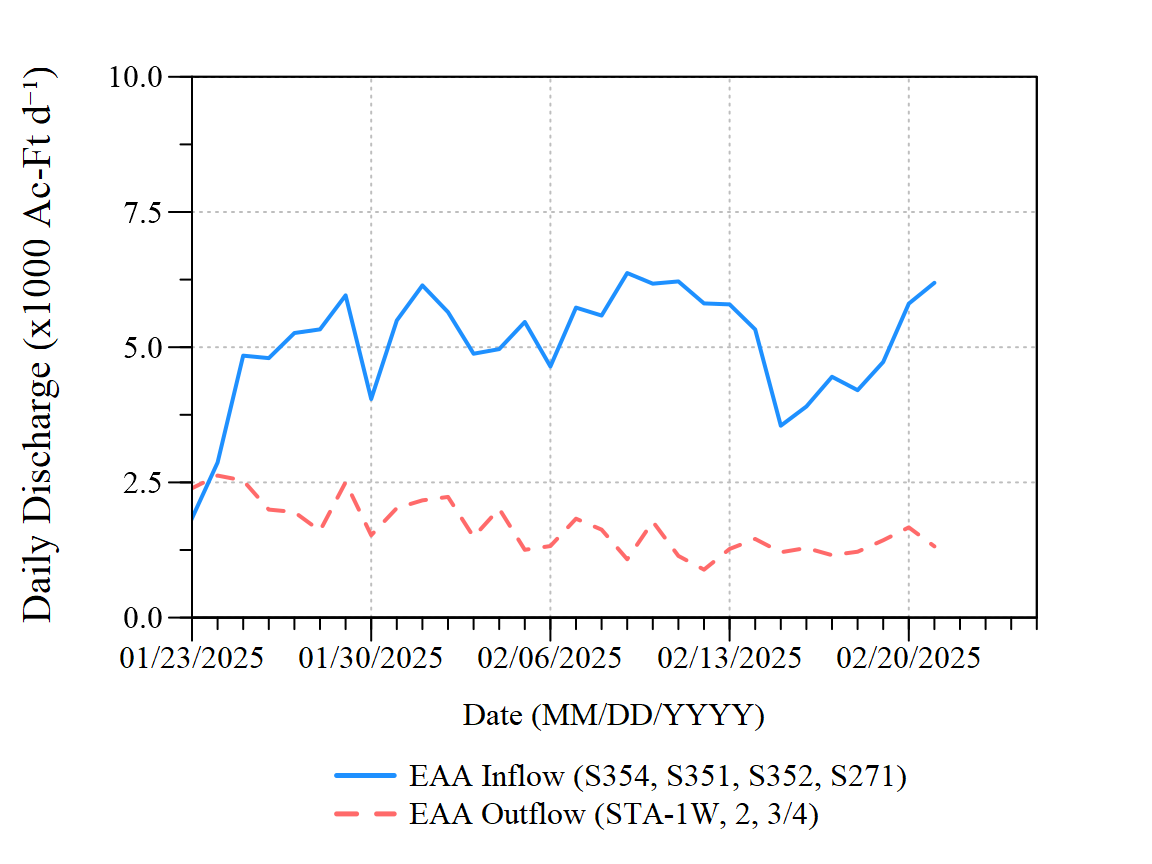 Daily Discharge (x1000 Ac-Ft d⁻¹)
10.0
7.5
5.0
2.5
0.0
01/23/2025 01/30/2025 02/06/2025 02/13/2025 02/20/2025
Date (MM/DD/YYYY)
EAA Inflow (S354, S351, S352, S271)
EAA Outflow (STA-1W, 2, 3/4)